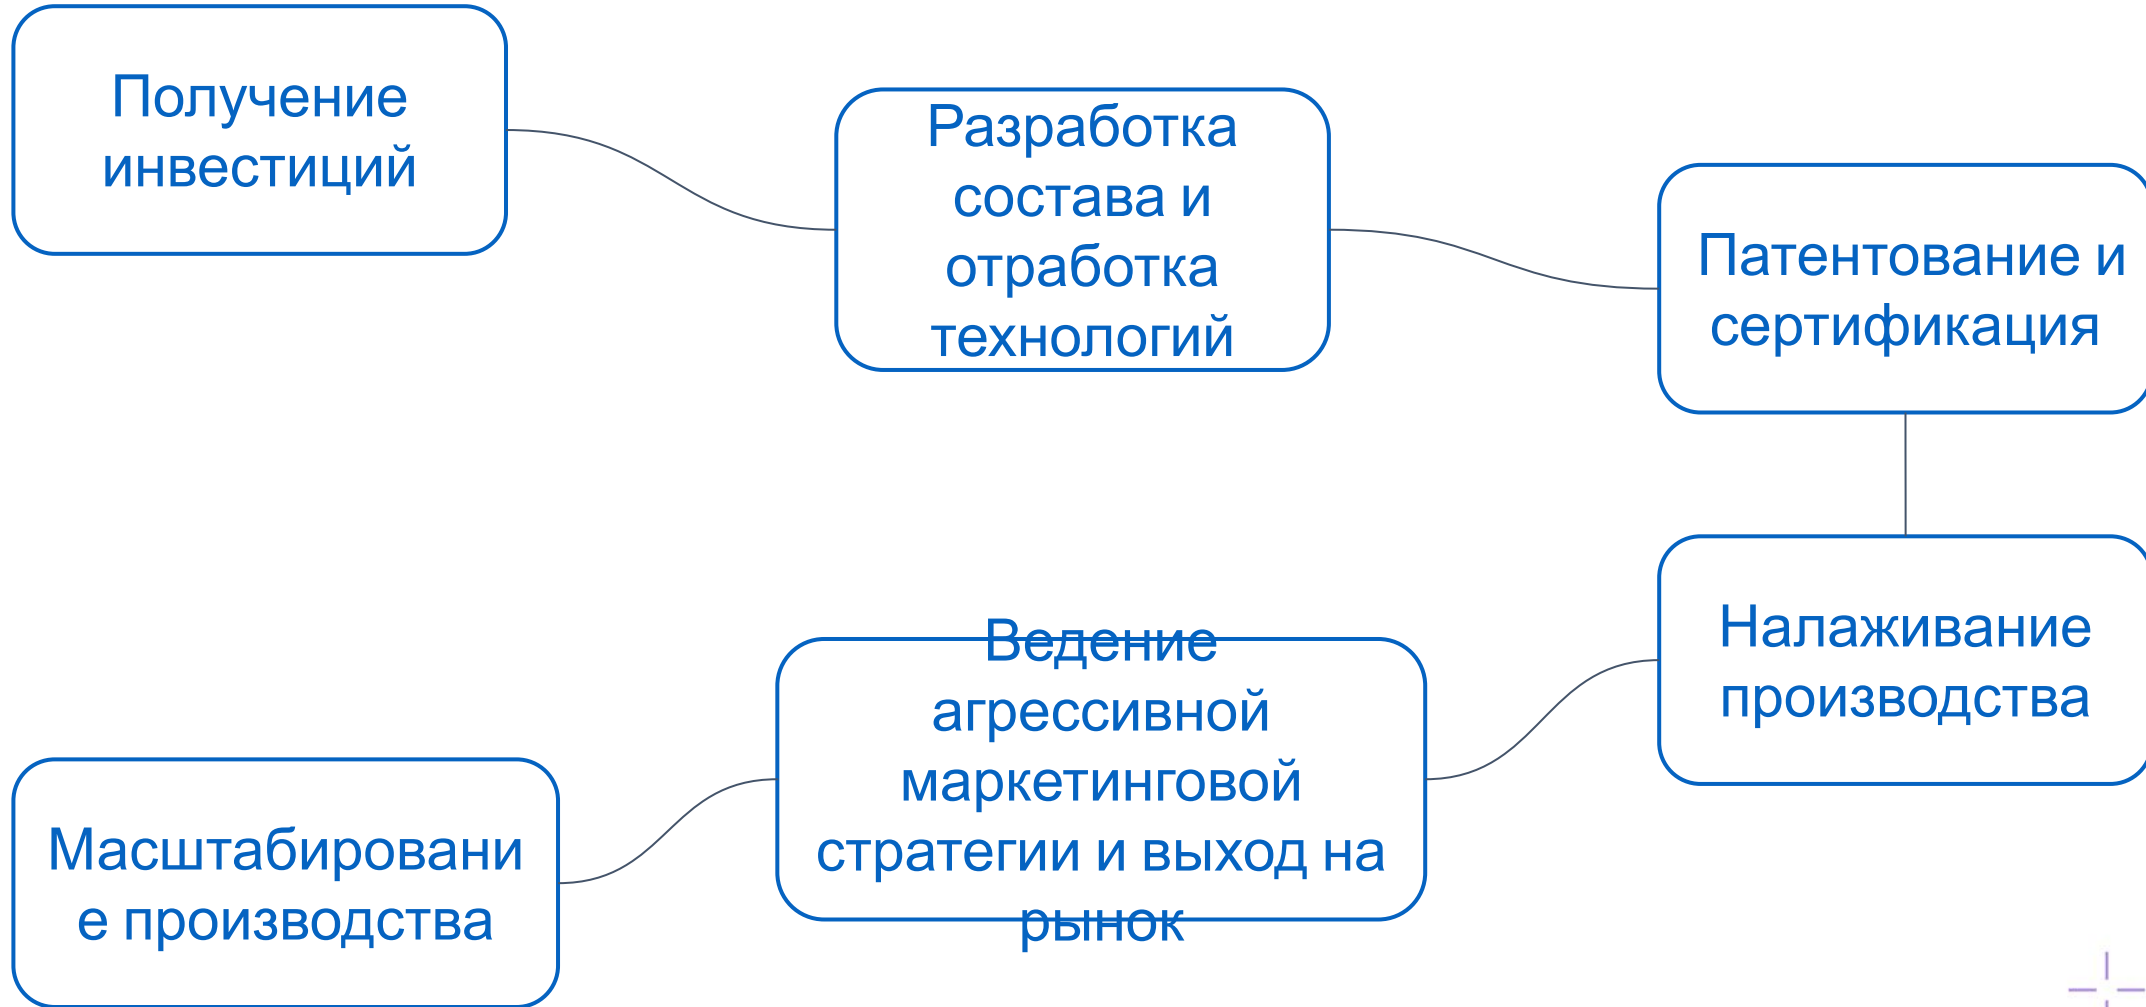 Получение
инвестиций
Разработка
состава и
отработка
технологий
Патентование и
сертификация
Налаживание
производства
Ведение
агрессивной
маркетинговой
стратегии и выход на
рынок
Масштабировани
е производства